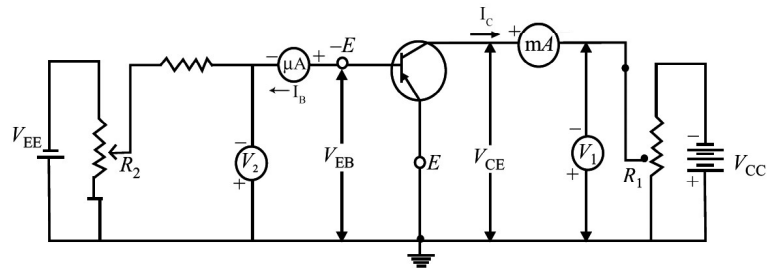 I_C
+ mA
− μA + −E
← I_B
V_EE
R_2
− V_2 +
V_EB
E
V_CE
− V_1 +
R_1
−
+
V_CC